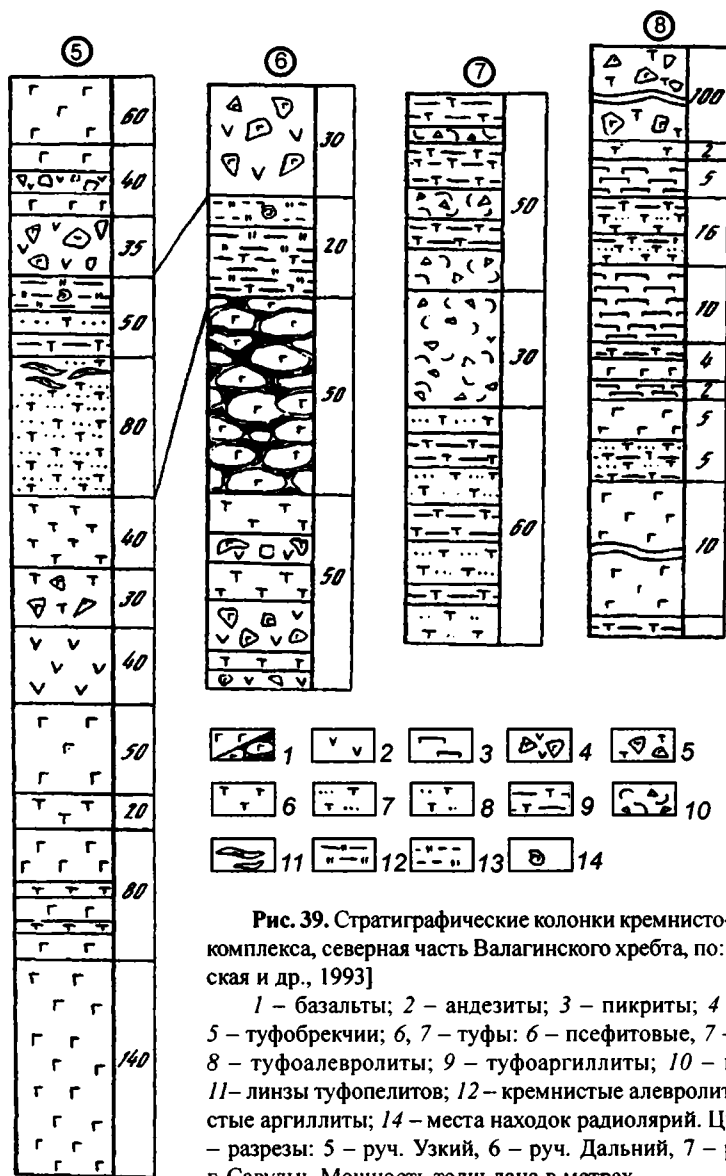 5
6
7
8
60
40
35
50
80
40
30
40
50
20
80
140
30
20
50
50
50
30
60
100
2
5
16
10
4
2
5
5
10
1 2 3 4 5
6 7 8 9 10
11 12 13 14
Рис. 39. Стратиграфические колонки кремнисто-
комплекса, северная часть Валагинского хребта, по:
ская и др., 1993]
1 – базальты; 2 – андезиты; 3 – пикриты; 4
5 – туфобрекчии; 6, 7 – туфы: 6 – псефитовые, 7 –
8 – туфоалевролиты; 9 – туфоаргиллиты; 10 –
11– линзы туфопелитов; 12 – кремнистые алевролит
стые аргиллиты; 14 – места находок радиолярий. Ц
– разрезы: 5 – руч. Узкий, 6 – руч. Дальний, 7 –